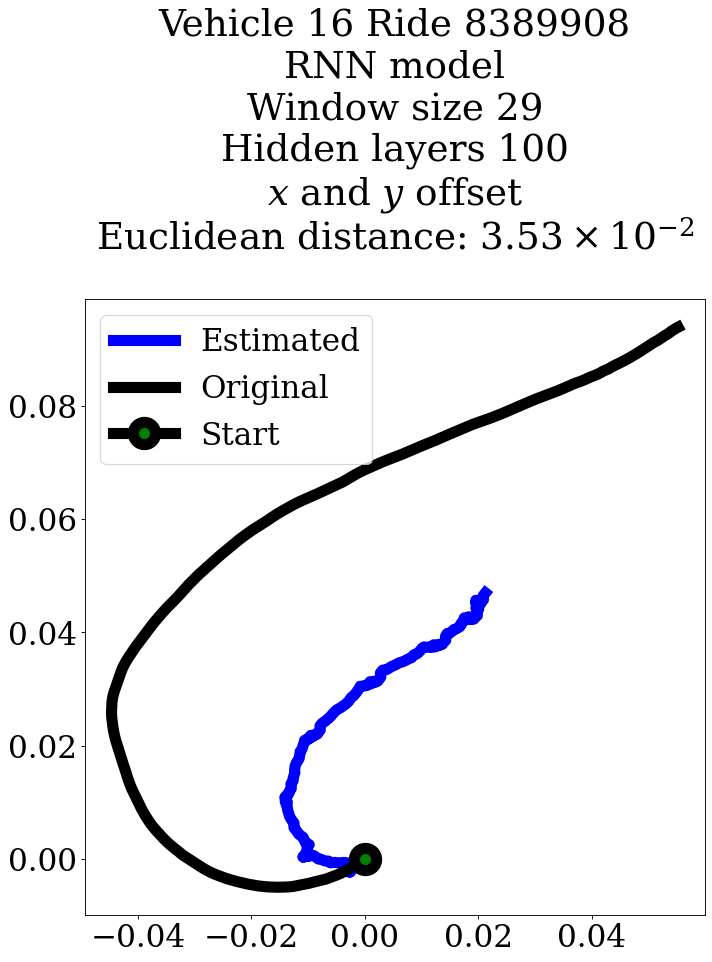 Vehicle 16 Ride 8389908
RNN model
Window size 29
Hidden layers 100
x and y offset
Euclidean distance: 3.53 × 10⁻²
Estimated
Original
Start
0.08
0.06
0.04
0.02
0.00
−0.04 −0.02 0.00 0.02 0.04